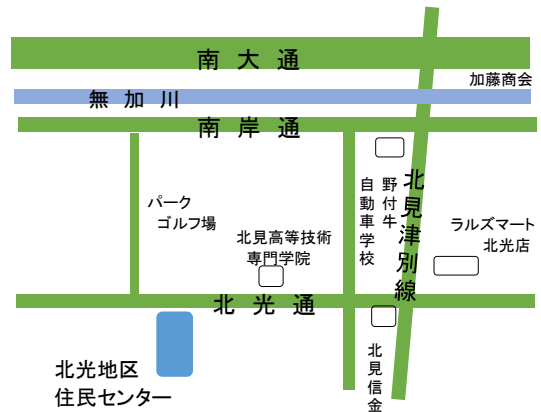 南大通
加藤商会
無加川
南岸通
パーク
ゴルフ場
北見高等技術
専門学院
自動車学校
野付牛
北見津別線
ラルズマート
北光店
北光通
北見信金
北光地区
住民センター